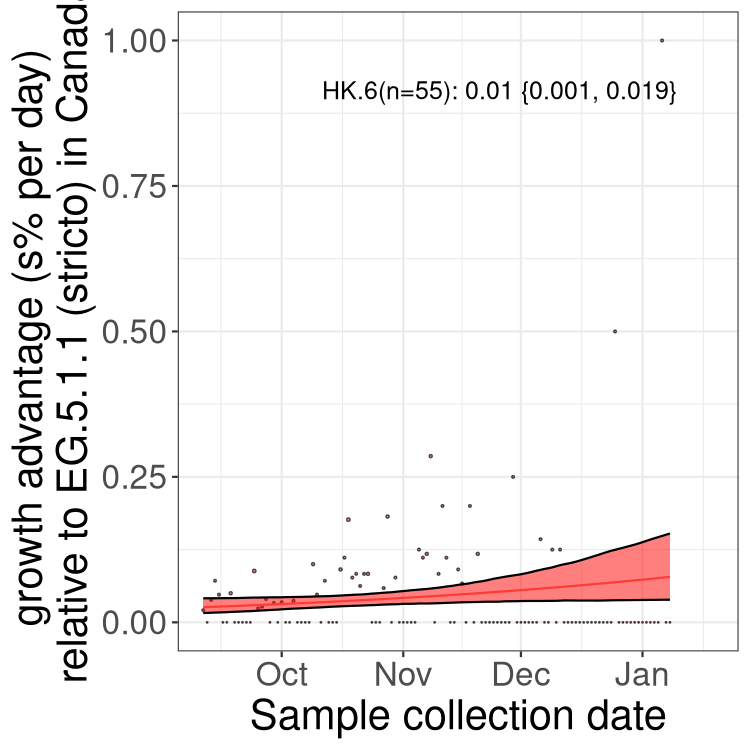 growth advantage (s% per day)
relative to EG.5.1.1 (stricto) in Canada
1.00
0.75
0.50
0.25
0.00
HK.6(n=55): 0.01 {0.001, 0.019}
Oct Nov Dec Jan
Sample collection date